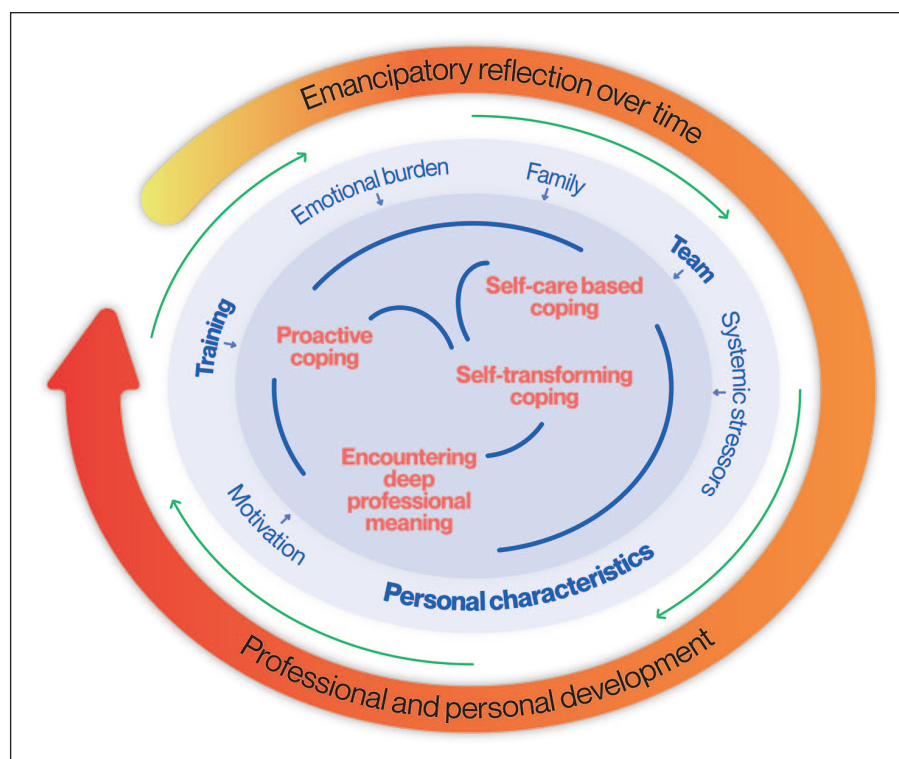 Emancipatory reflection over time
Emotional burden
Family
Team
Training
Systemic stressors
Self-care based
coping
Proactive
coping
Self-transforming
coping
Encountering
deep
professional
meaning
Motivation
Personal characteristics
Professional and personal development